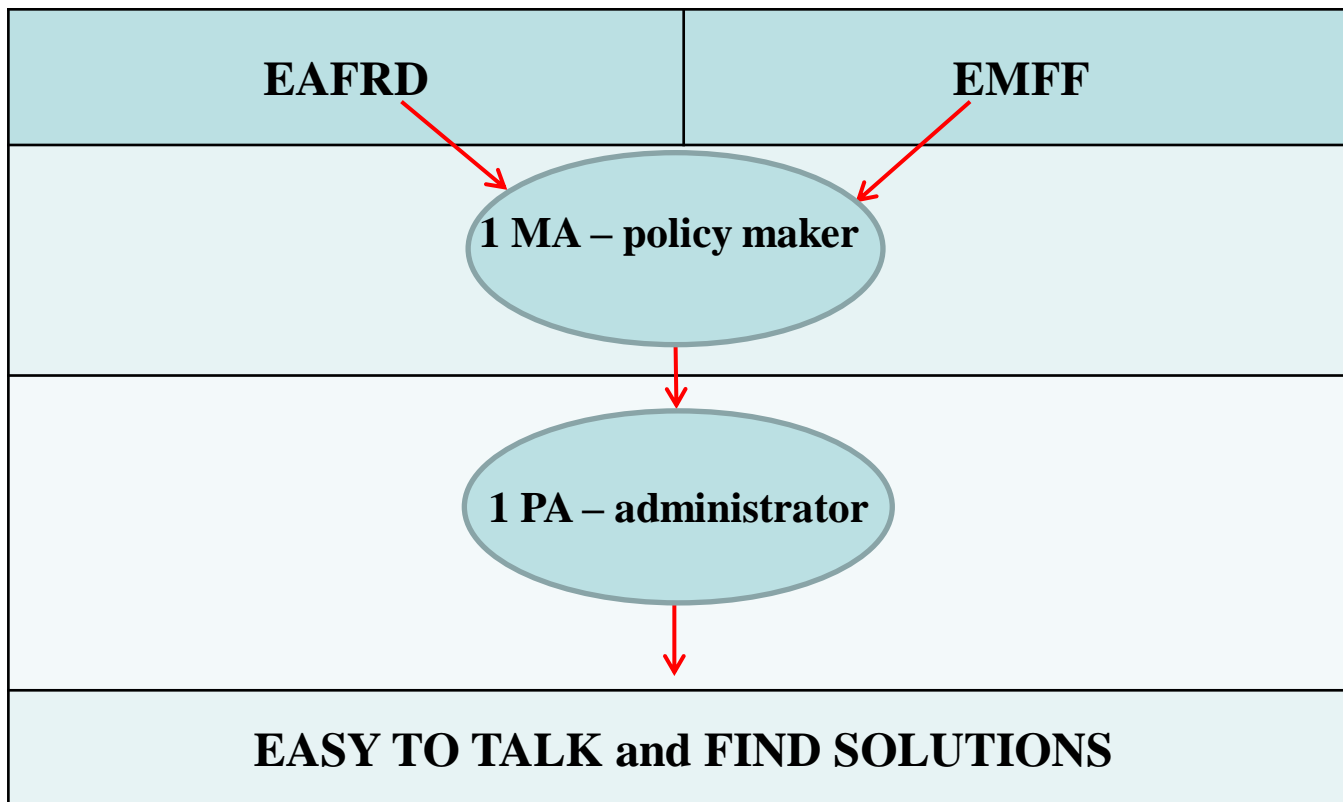 EAFRD
EMFF
1 MA – policy maker
1 PA – administrator
EASY TO TALK and FIND SOLUTIONS